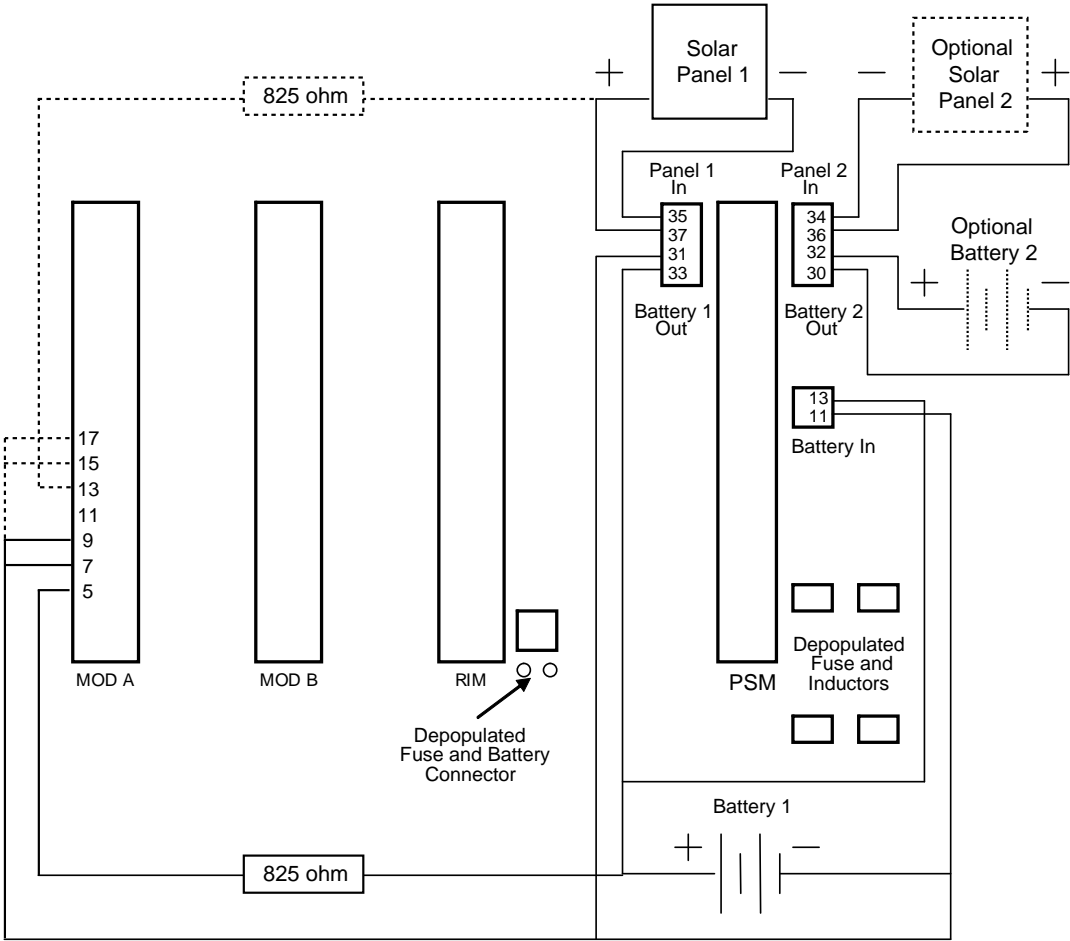 Solar
Panel 1
Optional
Solar
Panel 2
825 ohm
+
−
−
+
Panel 1
In
Panel 2
In
35
37
31
33
34
36
32
30
Optional
Battery 2
+
−
Battery 1
Out
Battery 2
Out
13
11
Battery In
17
15
13
11
9
7
5
MOD A
MOD B
RIM
PSM
Depopulated
Fuse and
Inductors
Depopulated
Fuse and Battery
Connector
Battery 1
+
−
825 ohm